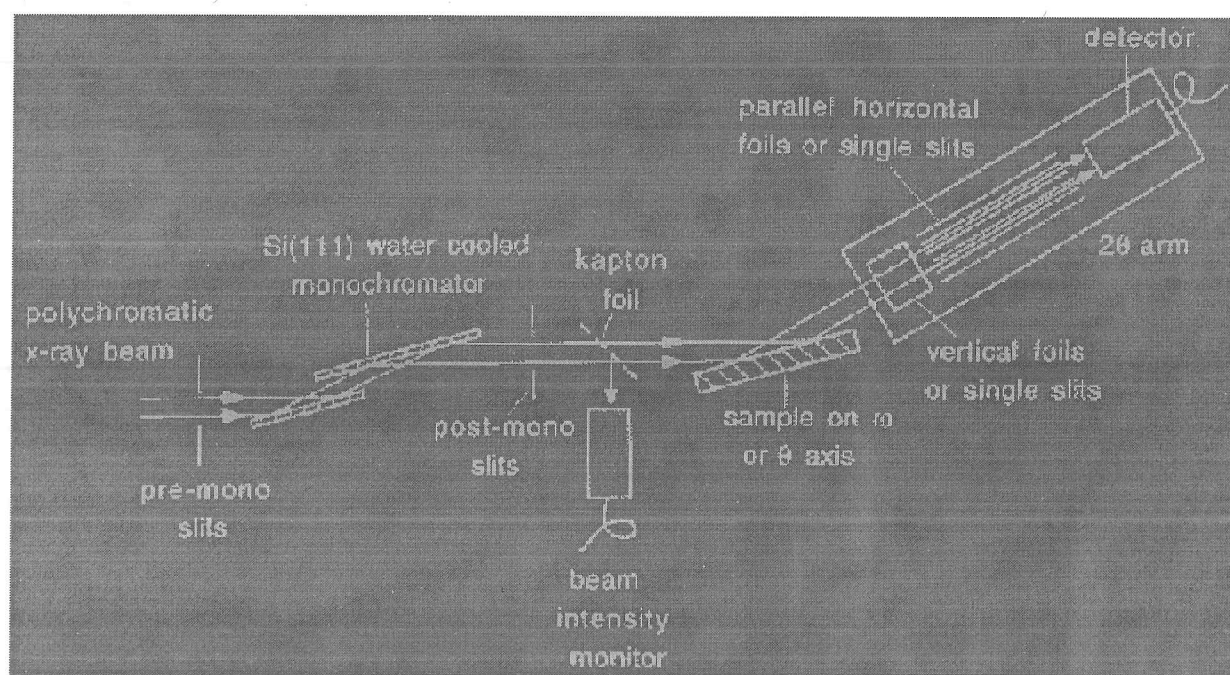 detector
parallel horizontal
foils or single slits
Si(111) water cooled
monochromator
kapton
foil
2θ arm
polychromatic
x-ray beam
vertical foils
or single slits
post-mono
slits
sample on ω
or θ axis
pre-mono
slits
beam
intensity
monitor